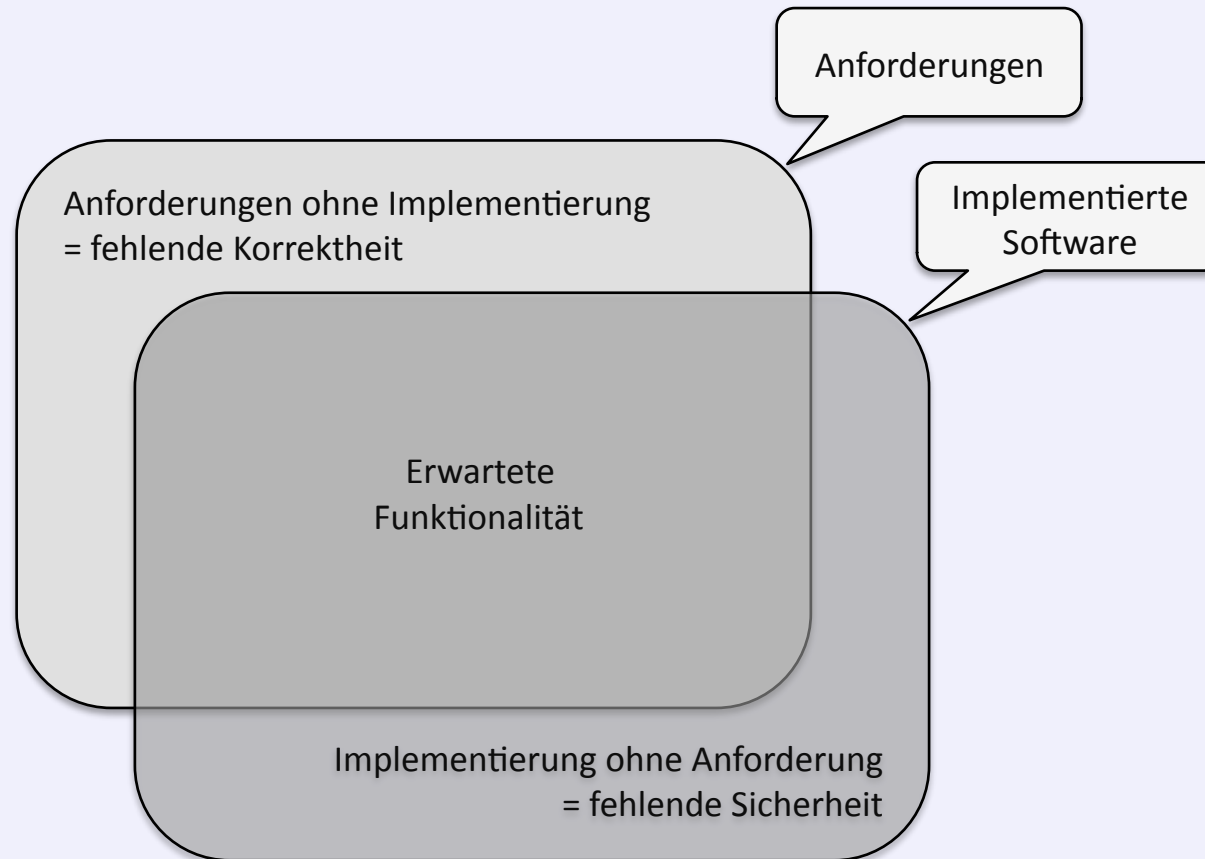 Anforderungen
Implementierte
Software
Anforderungen ohne Implementierung
= fehlende Korrektheit
Erwartete
Funktionalität
Implementierung ohne Anforderung
= fehlende Sicherheit